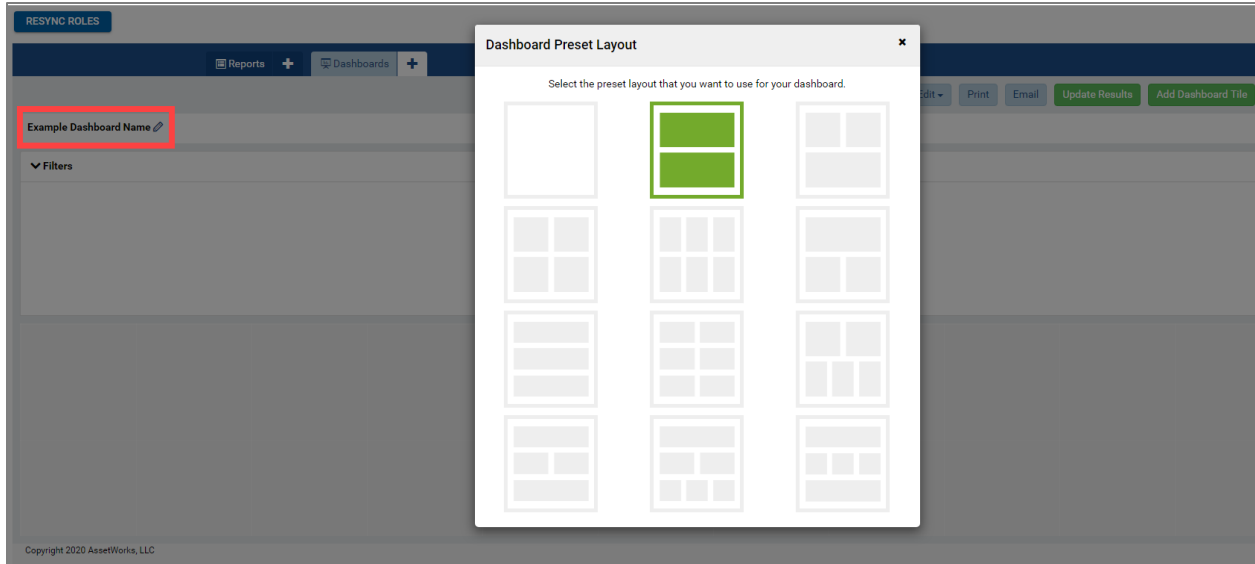 RESYNC ROLES
Dashboard Preset Layout
Reports
Dashboards
Select the preset layout that you want to use for your dashboard.
Print
Email
Update Results
Add Dashboard Tile
Example Dashboard Name
Filters
Copyright 2020 AssetWorks, LLC